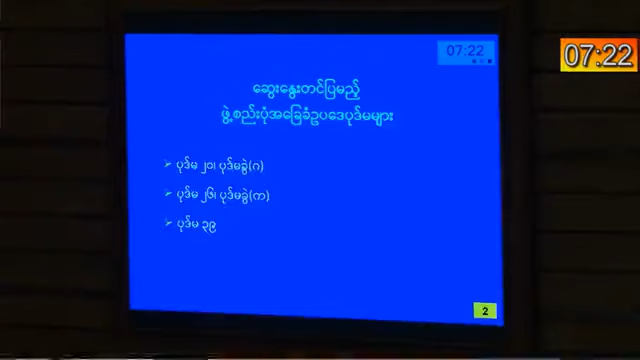 07:22
07:22
ဆွေးနွေးတင်ပြမည့်
ဖွဲ့စည်းပုံအခြေခံဥပဒေပုဒ်မများ
➢ ပုဒ်မ ၂၀၊ ပုဒ်မခွဲ(ဂ)
➢ ပုဒ်မ ၂၆၊ ပုဒ်မခွဲ(က)
➢ ပုဒ်မ ၃၉
2